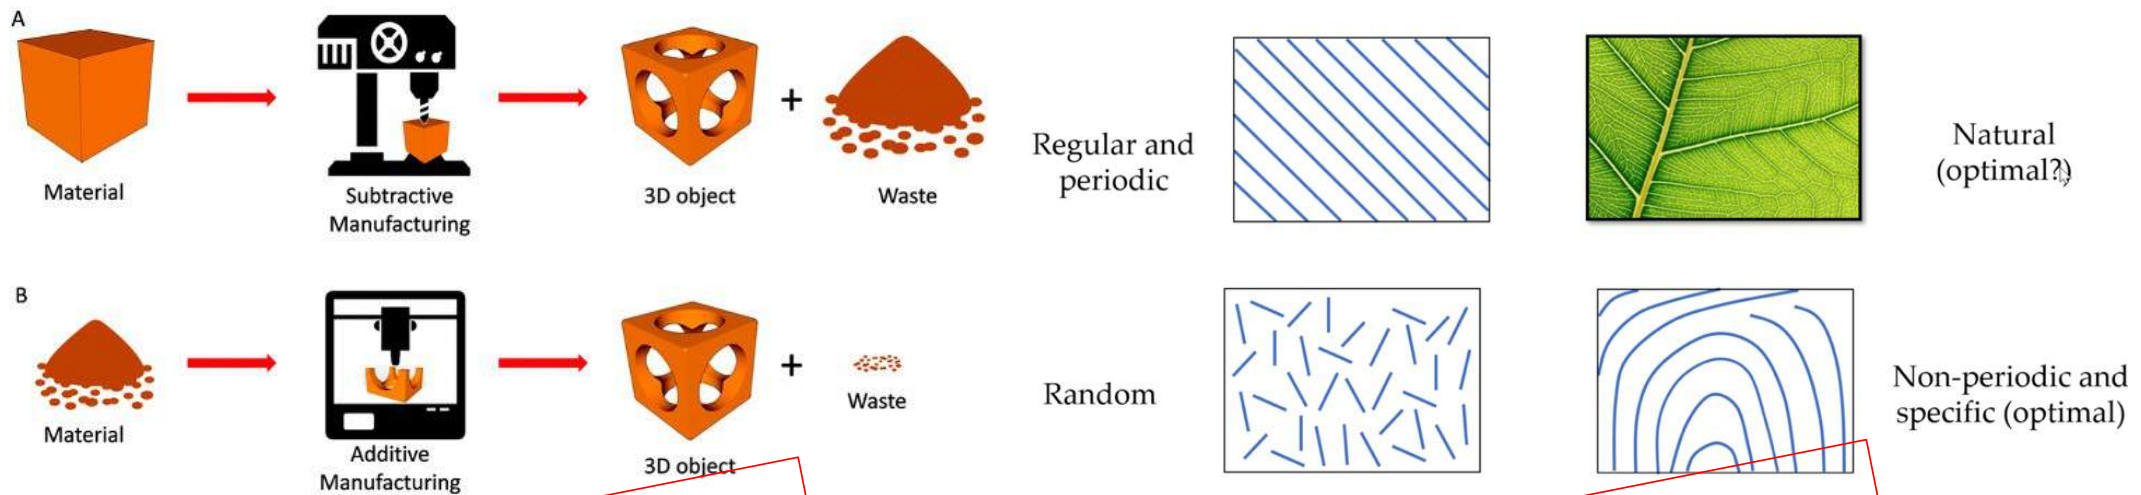 A
Material
Subtractive
Manufacturing
3D object
+
Waste
Regular and
periodic
Natural
(optimal?)
B
Material
Additive
Manufacturing
3D object
+
Waste
Random
Non-periodic and
specific (optimal)